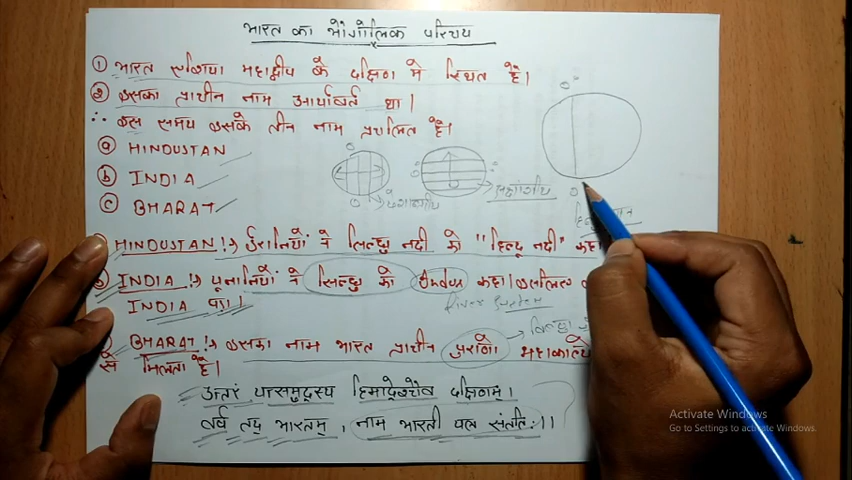 भारत का भौगोलिक परिचय
① भारत एशिया महाद्वीप के दक्षिण में स्थित है।
② इसका प्राचीन नाम आर्यावर्त था।
∴ इस समय इसके तीन नाम प्रचलित है।
ⓐ HINDUSTAN
ⓑ INDIA
ⓒ BHARAT
HINDUSTAN !→ ईरानियों ने सिन्धु नदी को "हिन्दू नदी" कहा
INDIA !→ यूनानियों ने सिन्धु को Indus कहा। इसलिए
INDIA पड़ा।
River System
BHARAT !→ इसका नाम भारत प्राचीन पुराणों महाकाव्यो
से मिलता है।
उत्तरं यत्समुद्रस्य हिमाद्रेश्चैव दक्षिणाम।
वर्ष तद् भारतम्, नाम भारती यत्र संतति:।।
Activate Windows
Go to Settings to activate Windows.